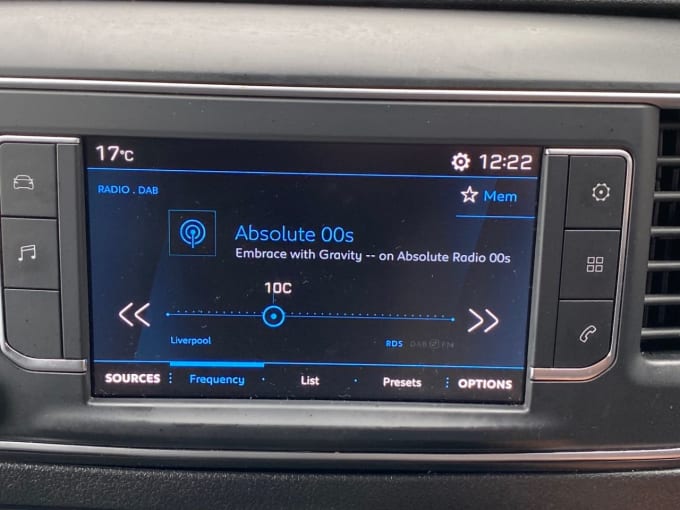 17°C
12:22
RADIO . DAB
Mem
Absolute 00s
Embrace with Gravity -- on Absolute Radio 00s
10C
Liverpool
RDS DAB FM
SOURCES Frequency List Presets OPTIONS